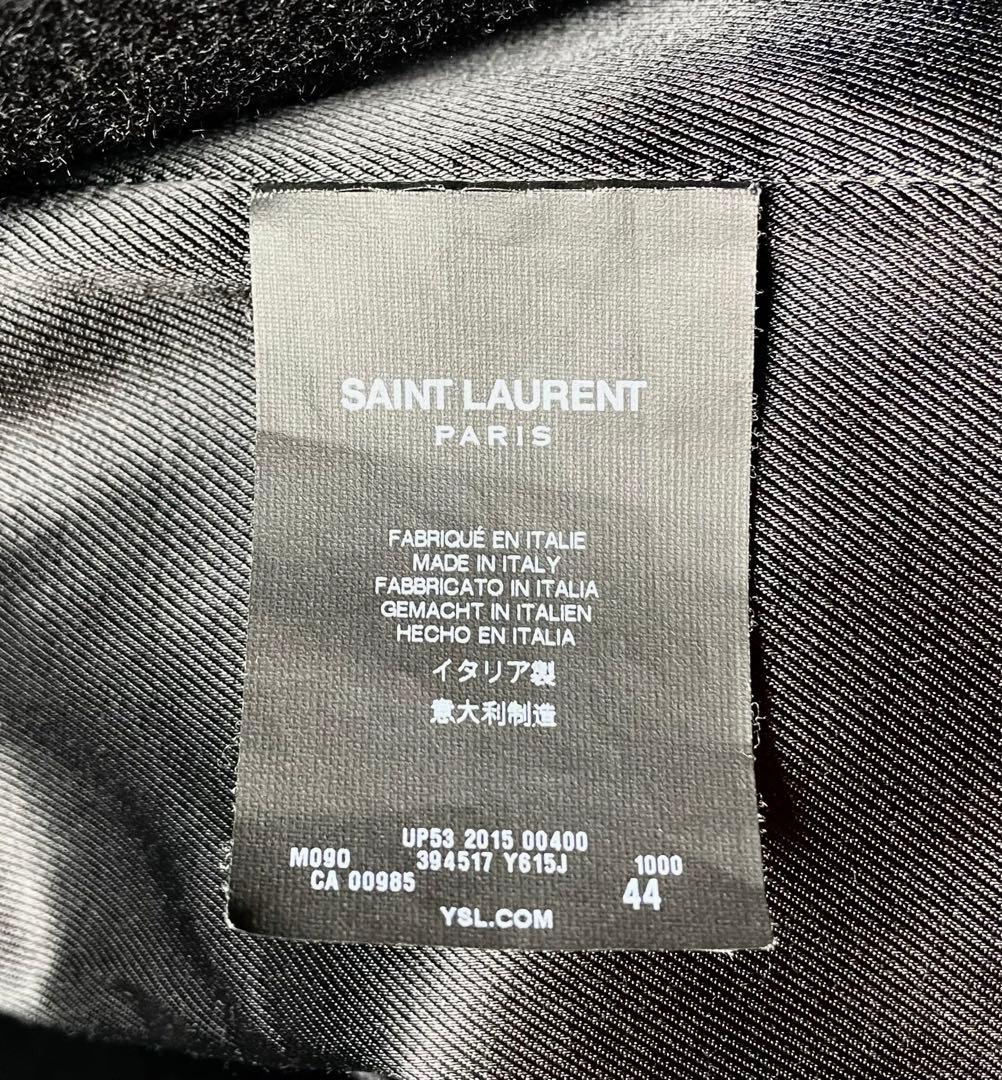 SAINT LAURENT
PARIS
FABRIQUÉ EN ITALIE
MADE IN ITALY
FABBRICATO IN ITALIA
GEMACHT IN ITALIEN
HECHO EN ITALIA
イタリア製
意大利制造
UP53 2015 00400
M090 394517 Y615J 1000
CA 00985 44
YSL.COM